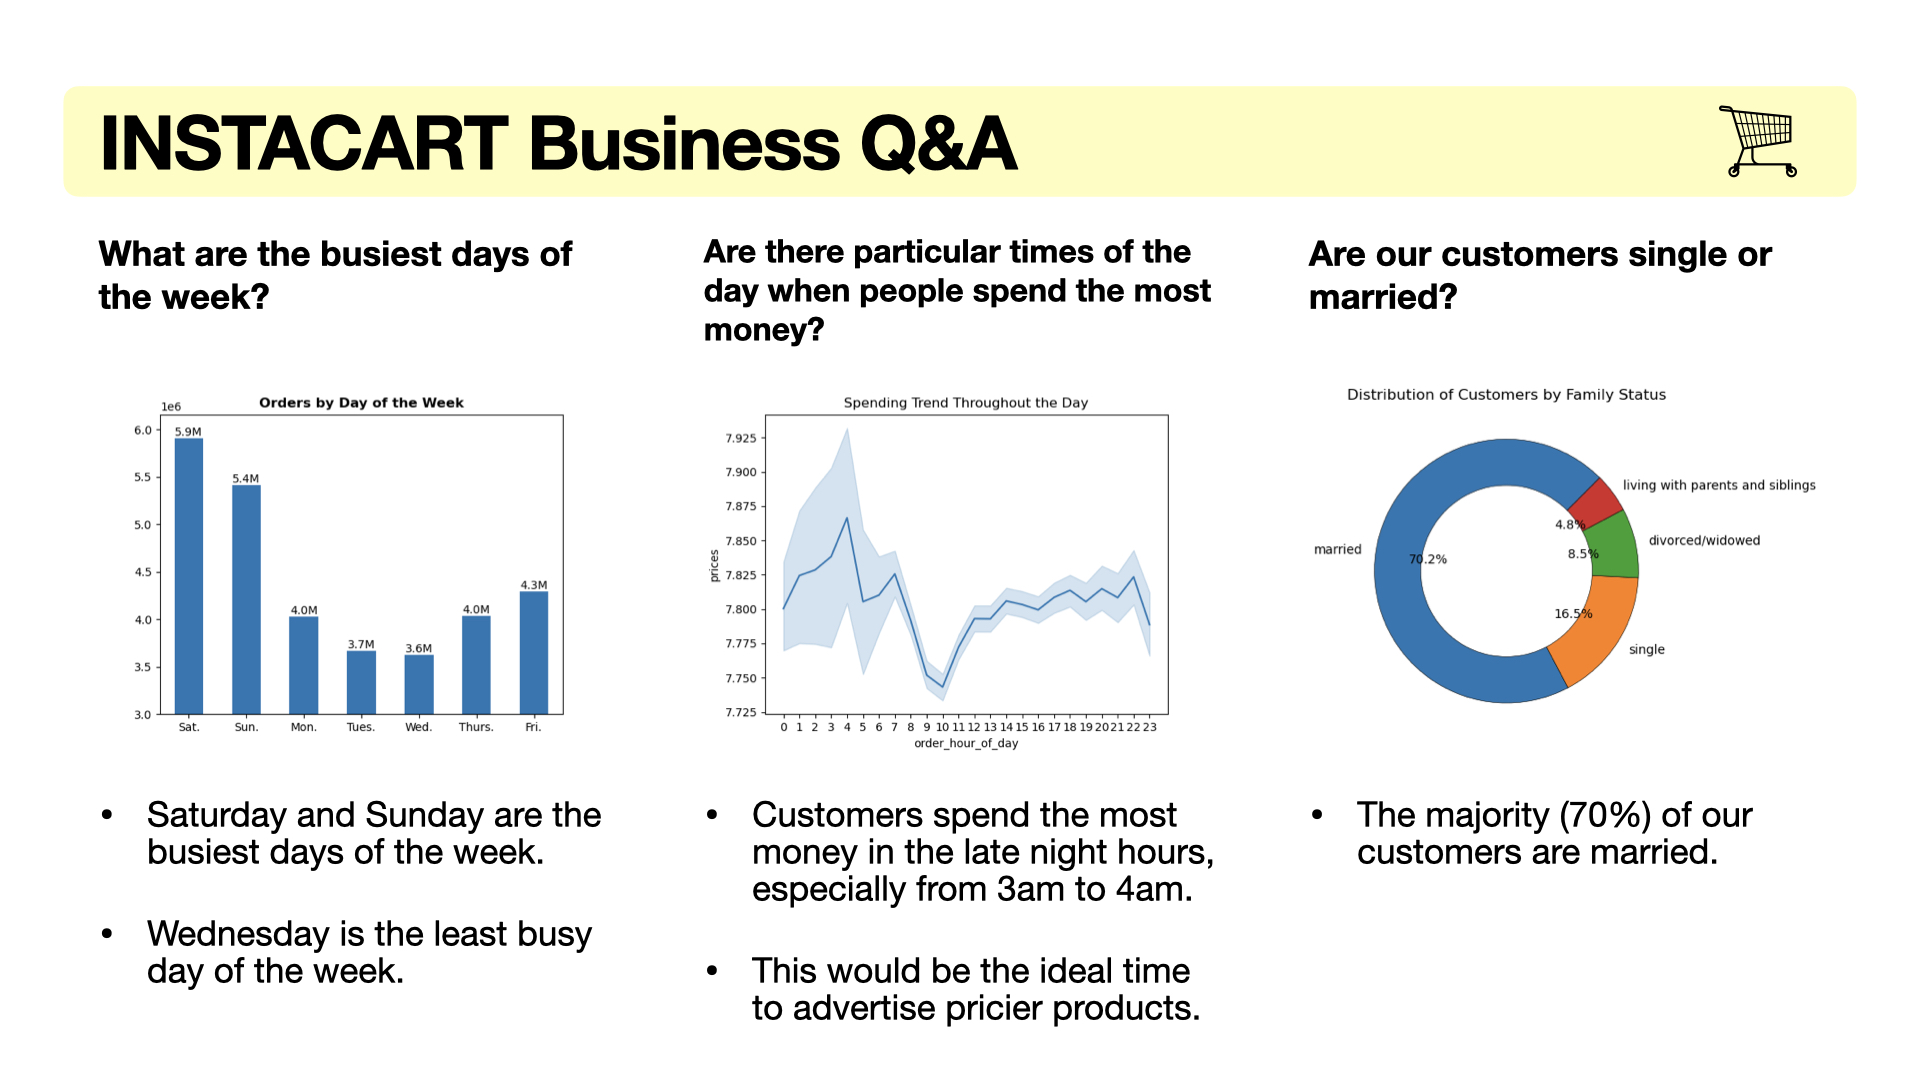 INSTACART Business Q&A
What are the busiest days of
the week?
Orders by Day of the Week
1e6
6.0
5.5
5.0
4.5
4.0
3.5
3.0
5.9M
5.4M
4.0M
3.7M
3.6M
4.0M
4.3M
Sat. Sun. Mon. Tues. Wed. Thurs. Fri.
• Saturday and Sunday are the
busiest days of the week.
• Wednesday is the least busy
day of the week.
Are there particular times of the
day when people spend the most
money?
Spending Trend Throughout the Day
prices
7.925
7.900
7.875
7.850
7.825
7.800
7.775
7.750
7.725
0 1 2 3 4 5 6 7 8 9 10 11 12 13 14 15 16 17 18 19 20 21 22 23
order_hour_of_day
• Customers spend the most
money in the late night hours,
especially from 3am to 4am.
• This would be the ideal time
to advertise pricier products.
Are our customers single or
married?
Distribution of Customers by Family Status
living with parents and siblings
4.8%
divorced/widowed
8.5%
married
70.2%
16.5%
single
• The majority (70%) of our
customers are married.